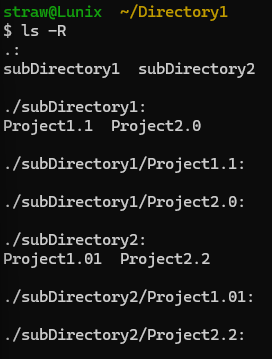 straw@Lunix ~/Directory1
$ ls -R
.:
subDirectory1  subDirectory2
./subDirectory1:
Project1.1  Project2.0
./subDirectory1/Project1.1:
./subDirectory1/Project2.0:
./subDirectory2:
Project1.01  Project2.2
./subDirectory2/Project1.01:
./subDirectory2/Project2.2: